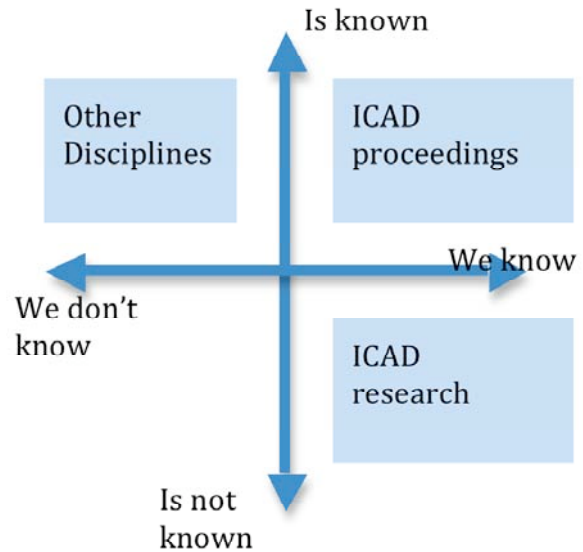 Is known
Other
Disciplines
ICAD
proceedings
We know
We don't
know
ICAD
research
Is not
known